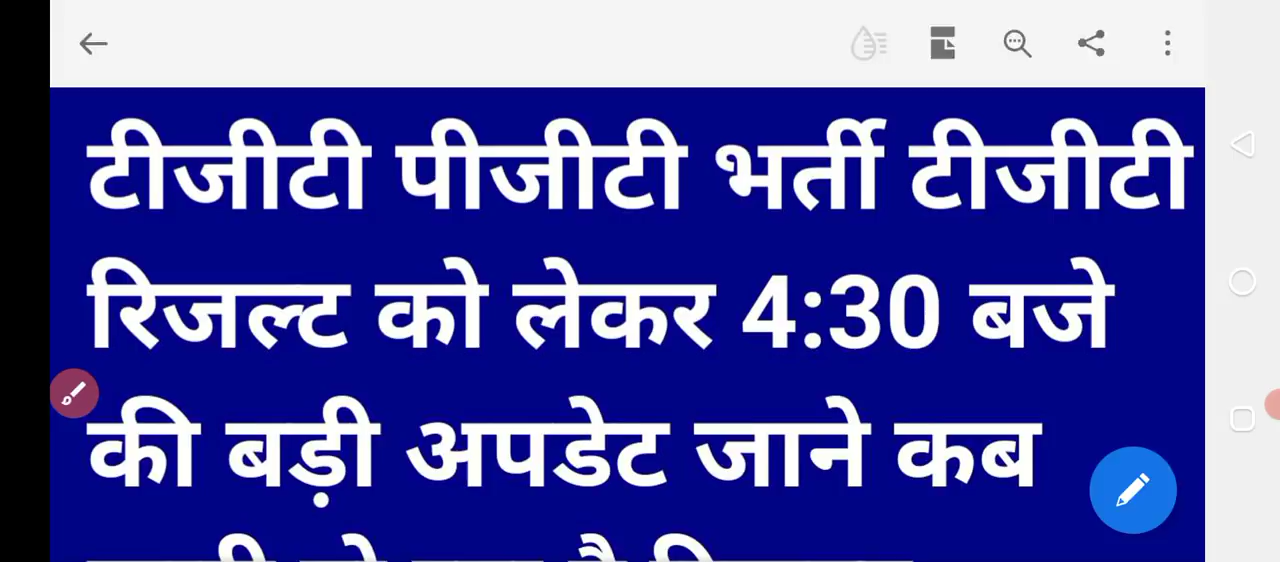 टीजीटी पीजीटी भर्ती टीजीटी
रिजल्ट को लेकर 4:30 बजे
की बड़ी अपडेट जाने कब